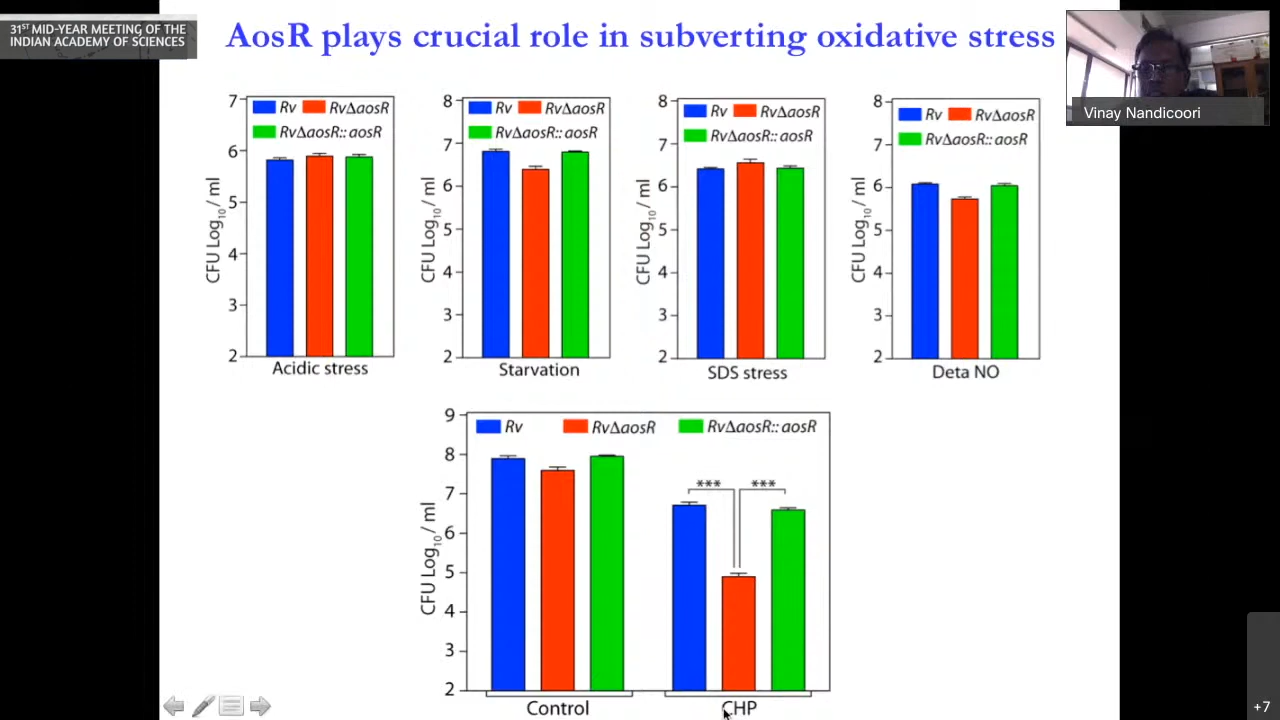 31ST MID-YEAR MEETING OF THE
INDIAN ACADEMY OF SCIENCES
AosR plays crucial role in subverting oxidative stress
Vinay Nandicoori
CFU Log10/ ml
7
6
5
4
3
2
Rv RvΔaosR
RvΔaosR:: aosR
Acidic stress
CFU Log10/ ml
8
7
6
5
4
3
2
Rv RvΔaosR
RvΔaosR:: aosR
Starvation
CFU Log10/ ml
8
7
6
5
4
3
2
Rv RvΔaosR
RvΔaosR:: aosR
SDS stress
CFU Log10/ ml
8
7
6
5
4
3
2
Rv RvΔaosR
RvΔaosR:: aosR
Deta NO
CFU Log10/ ml
9
8
7
6
5
4
3
2
Rv RvΔaosR RvΔaosR:: aosR
*** ***
Control CHP
+7